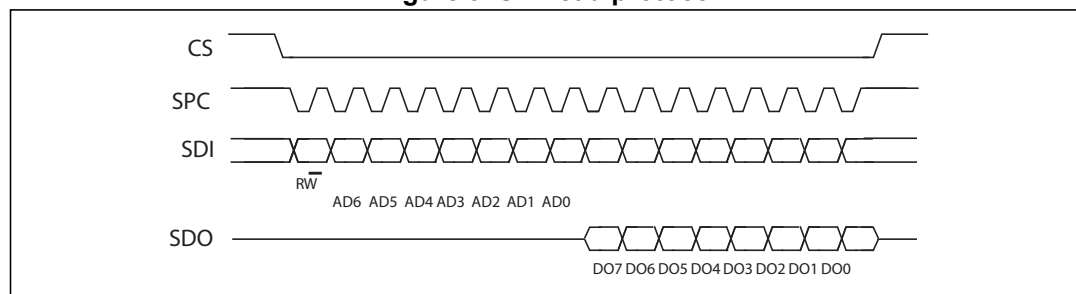 CS
SPC
SDI
RW
AD6 AD5 AD4 AD3 AD2 AD1 AD0
SDO
DO7 DO6 DO5 DO4 DO3 DO2 DO1 DO0